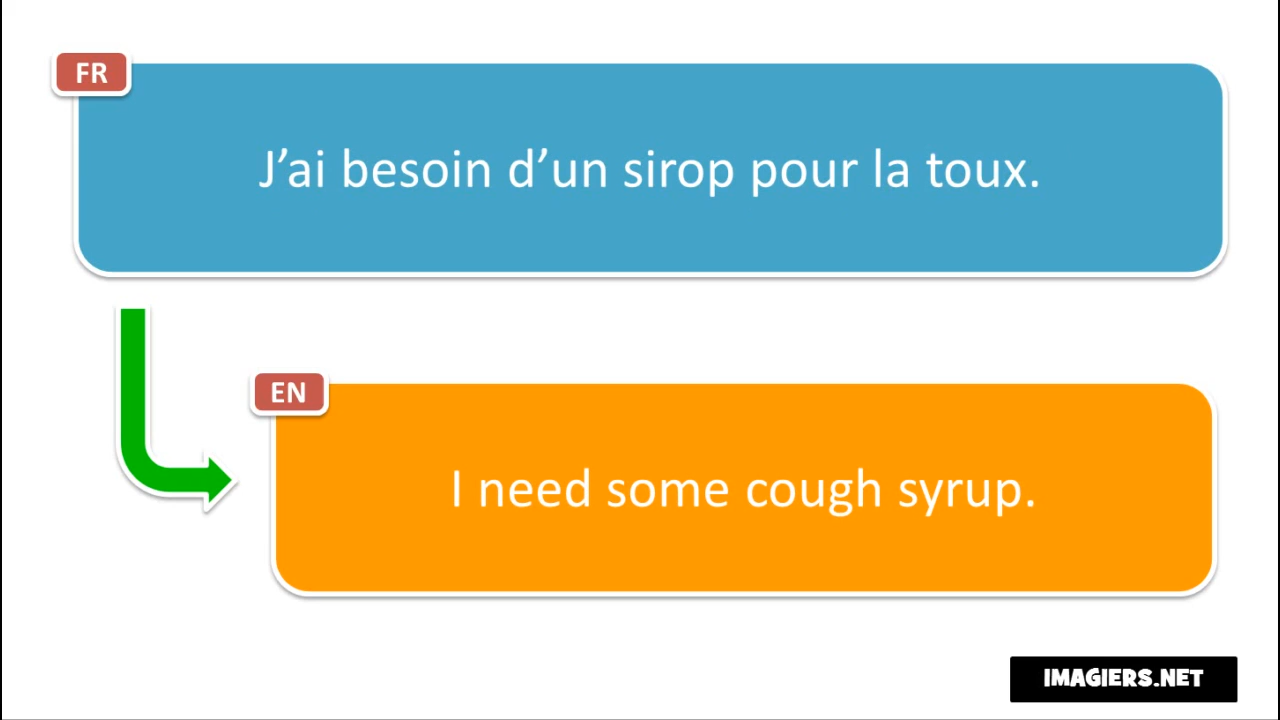 FR
J’ai besoin d’un sirop pour la toux.
EN
I need some cough syrup.
IMAGIERS.NET